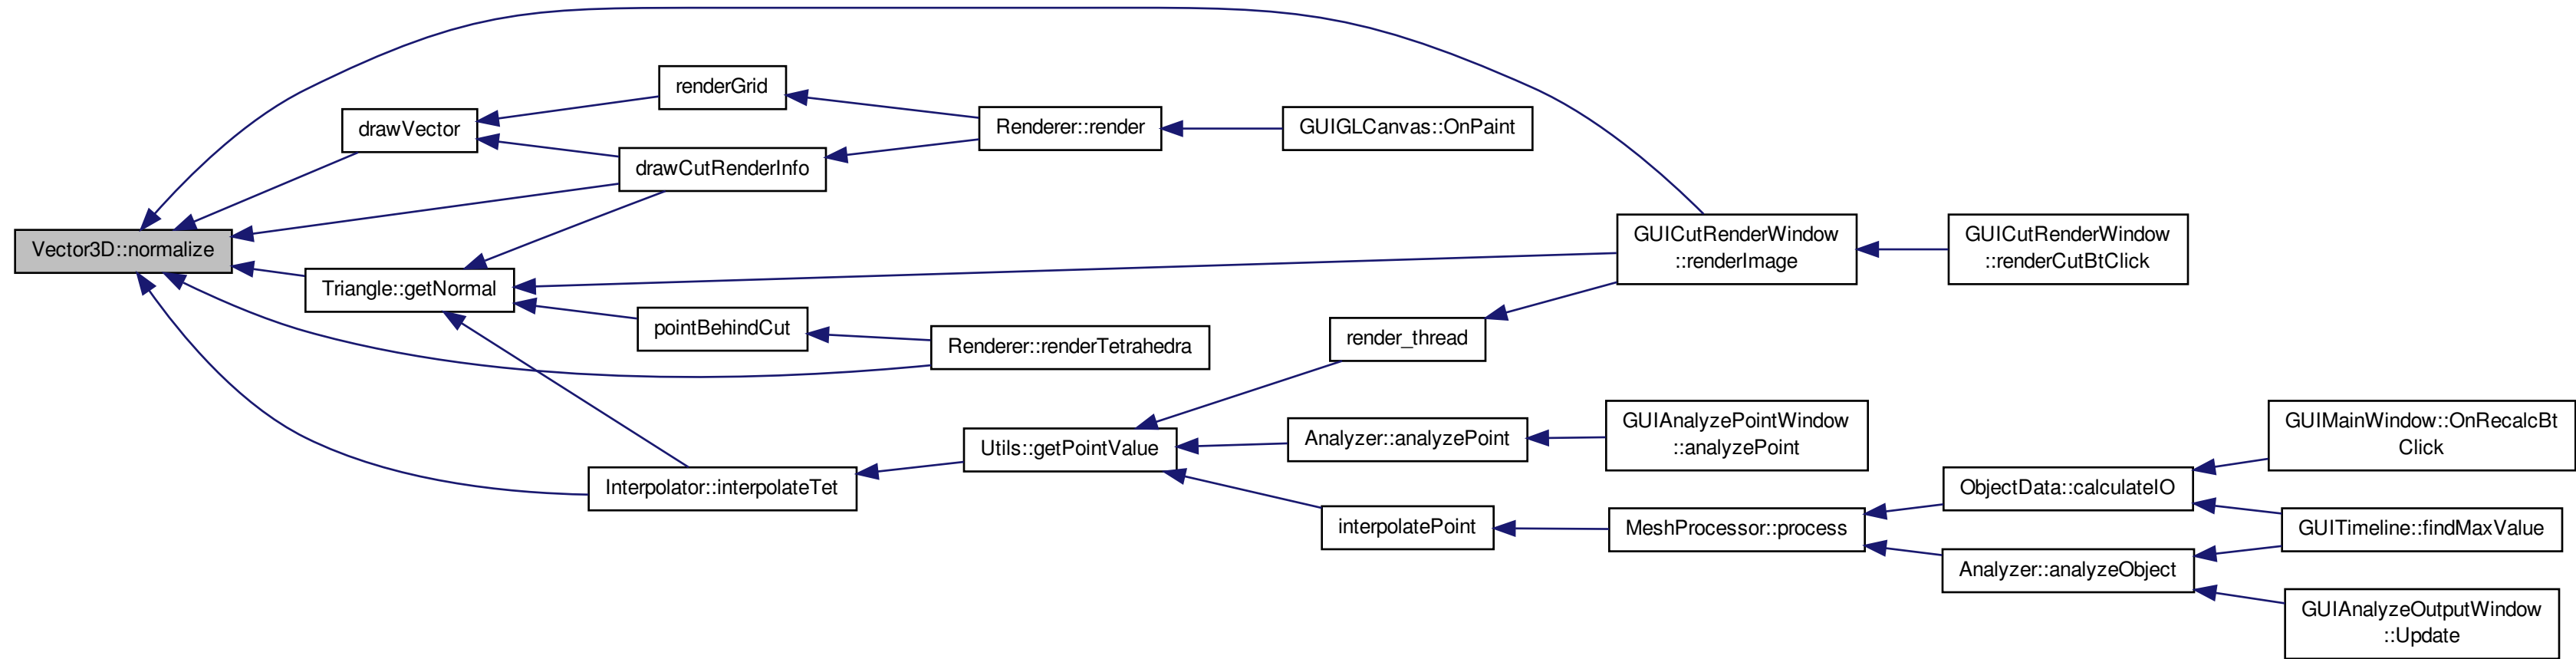 renderGrid
drawVector
Renderer::render
GUIGLCanvas::OnPaint
drawCutRenderInfo
Vector3D::normalize
GUICutRenderWindow
::renderImage
GUICutRenderWindow
::renderCutBtClick
Triangle::getNormal
pointBehindCut
Renderer::renderTetrahedra
render_thread
Utils::getPointValue
Analyzer::analyzePoint
GUIAnalyzePointWindow
::analyzePoint
GUIMainWindow::OnRecalcBt
Click
Interpolator::interpolateTet
ObjectData::calculateIO
interpolatePoint
MeshProcessor::process
GUITimeline::findMaxValue
Analyzer::analyzeObject
GUIAnalyzeOutputWindow
::Update